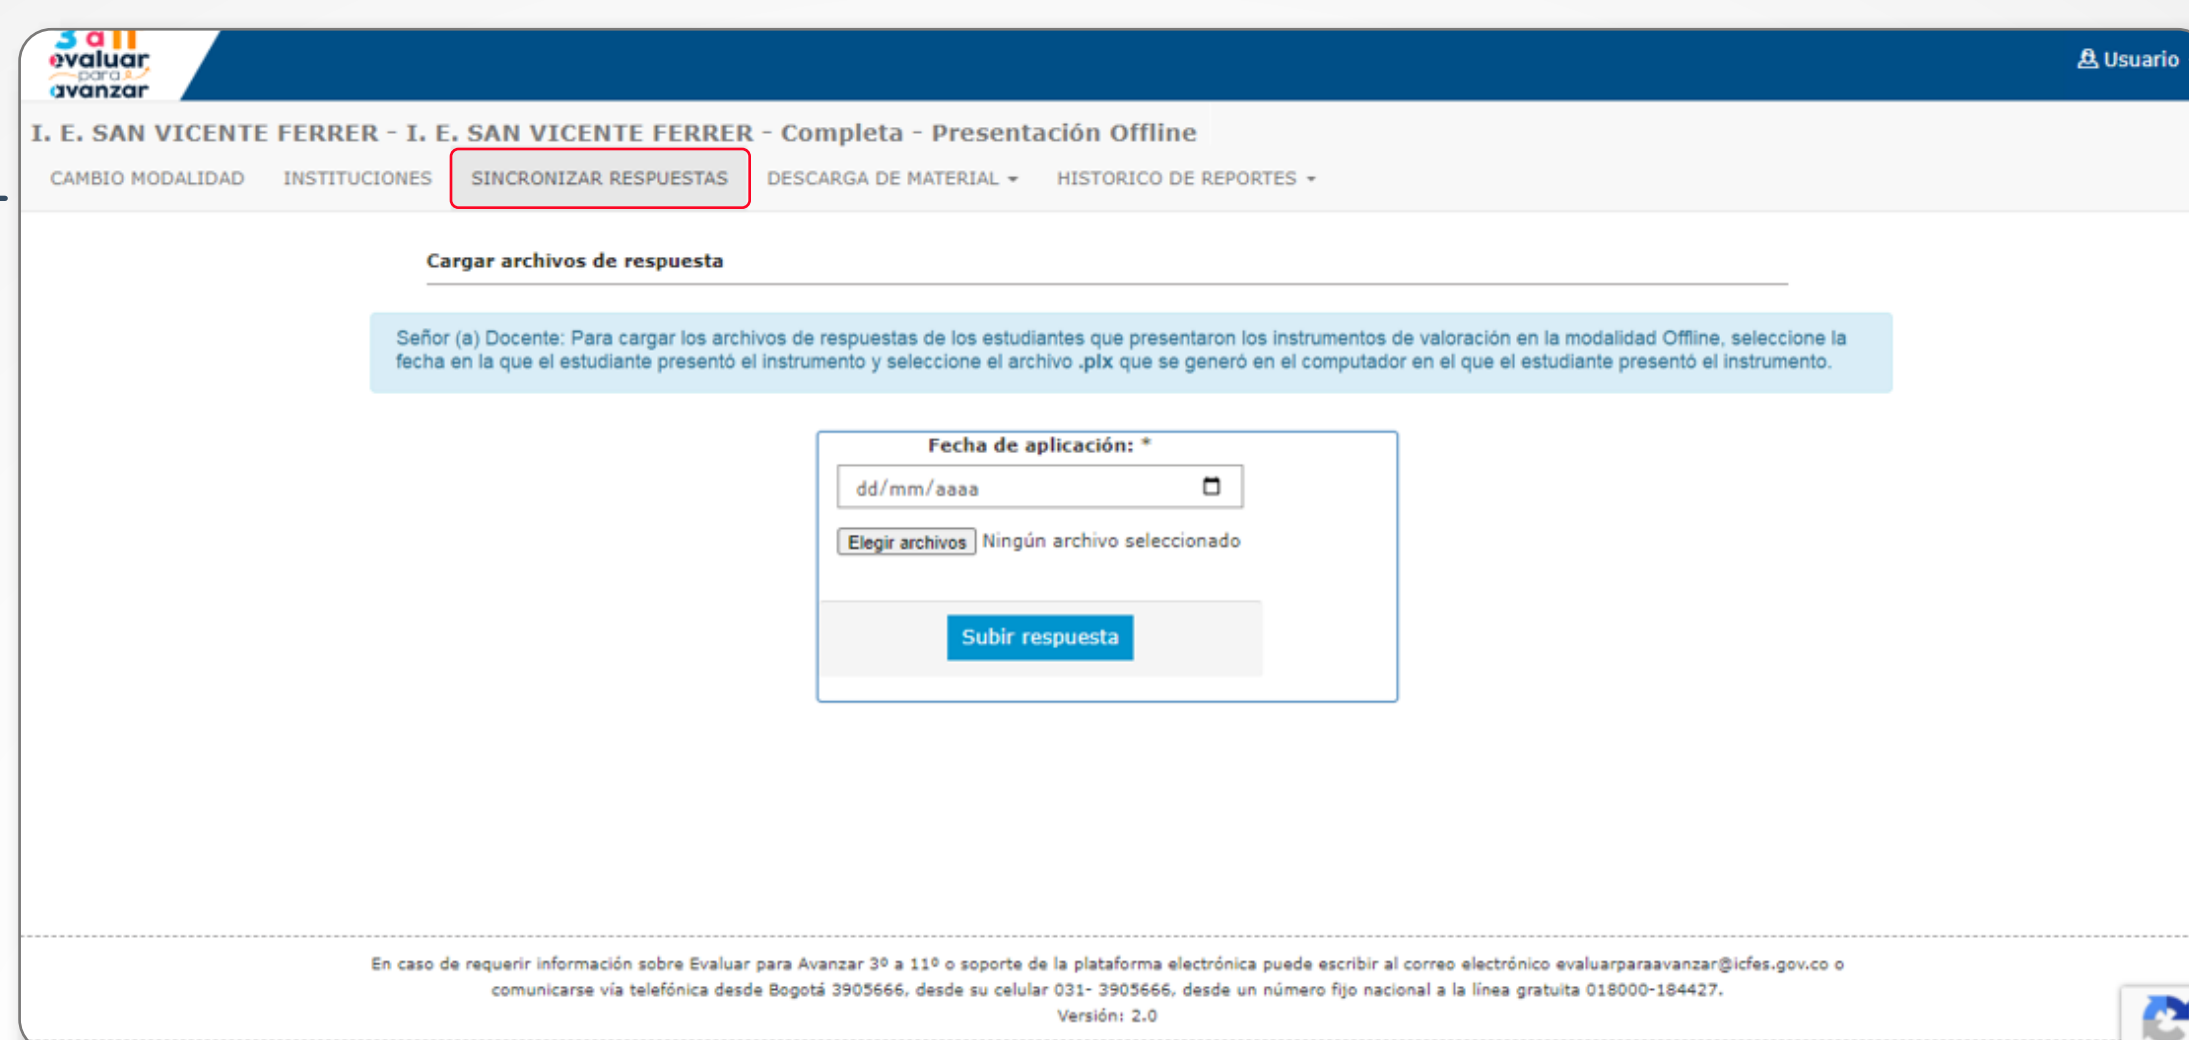 3 a 11
evaluar
para
avanzar
Usuario
I. E. SAN VICENTE FERRER - I. E. SAN VICENTE FERRER - Completa - Presentación Offline
CAMBIO MODALIDAD INSTITUCIONES SINCRONIZAR RESPUESTAS DESCARGA DE MATERIAL HISTORICO DE REPORTES
Cargar archivos de respuesta
Señor (a) Docente: Para cargar los archivos de respuestas de los estudiantes que presentaron los instrumentos de valoración en la modalidad Offline, seleccione la
fecha en la que el estudiante presentó el instrumento y seleccione el archivo .plx que se generó en el computador en el que el estudiante presentó el instrumento.
Fecha de aplicación: *
dd/mm/aaaa
Elegir archivos Ningún archivo seleccionado
Subir respuesta
En caso de requerir información sobre Evaluar para Avanzar 3º a 11º o soporte de la plataforma electrónica puede escribir al correo electrónico evaluarparaavanzar@icfes.gov.co o
comunicarse vía telefónica desde Bogotá 3905666, desde su celular 031- 3905666, desde un número fijo nacional a la línea gratuita 018000-184427.
Versión: 2.0